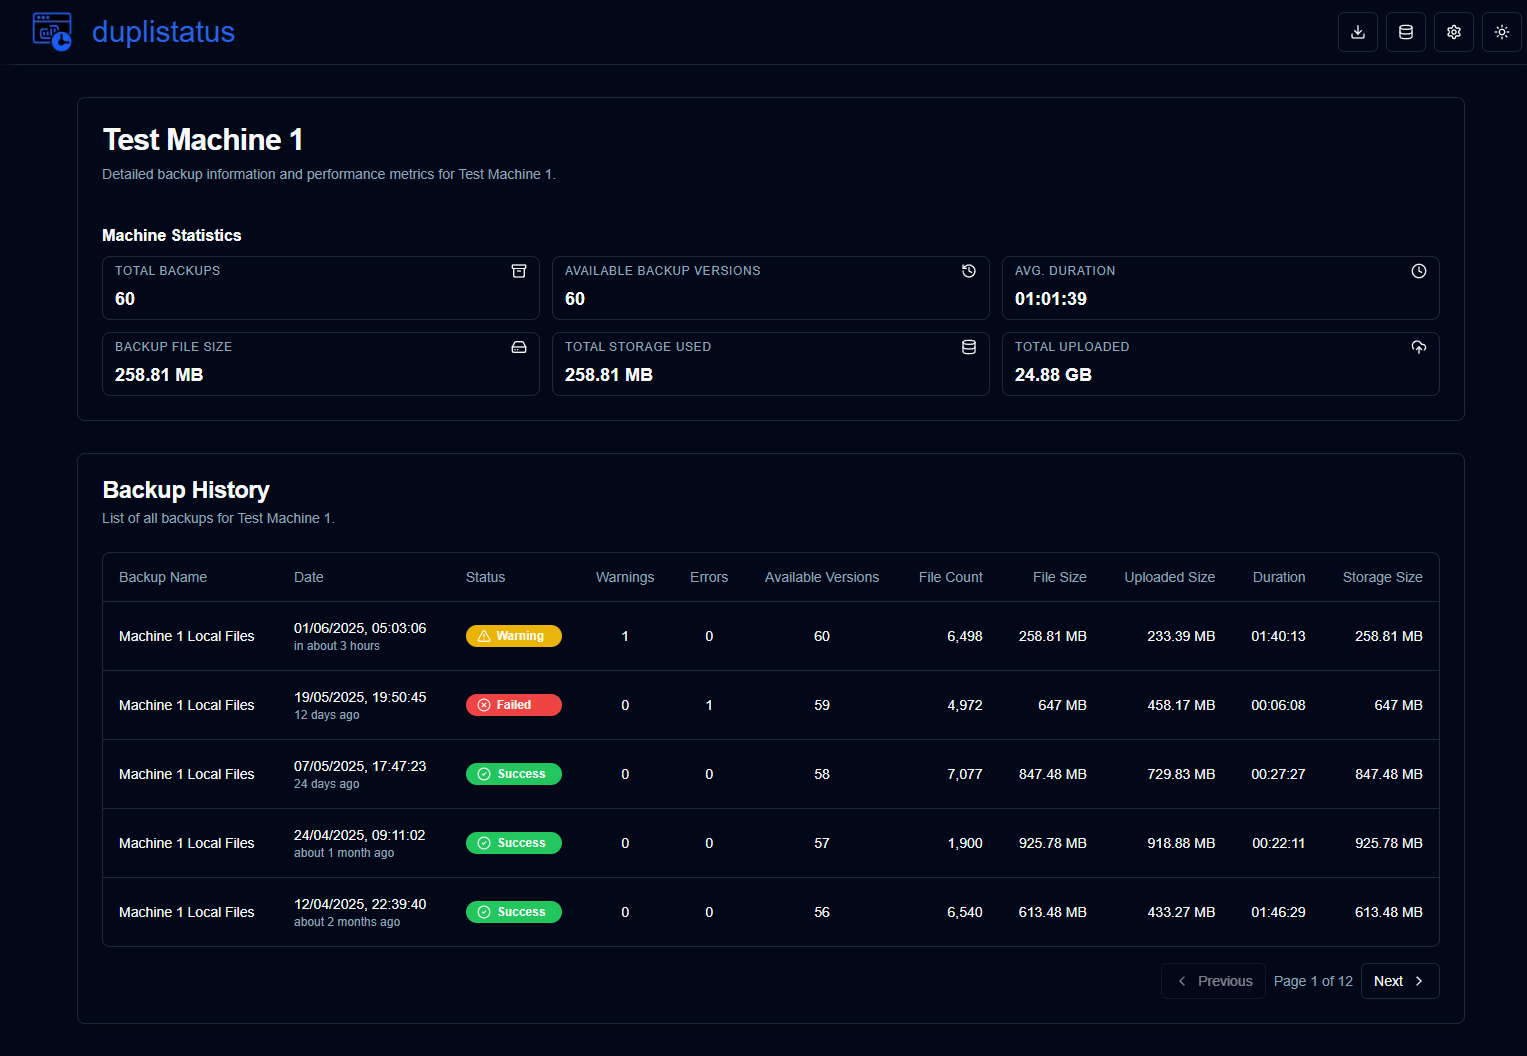 duplistatus
Test Machine 1
Detailed backup information and performance metrics for Test Machine 1.
Machine Statistics
TOTAL BACKUPS
60
AVAILABLE BACKUP VERSIONS
60
AVG. DURATION
01:01:39
BACKUP FILE SIZE
258.81 MB
TOTAL STORAGE USED
258.81 MB
TOTAL UPLOADED
24.88 GB
Backup History
List of all backups for Test Machine 1.
Backup Name Date Status Warnings Errors Available Versions File Count File Size Uploaded Size Duration Storage Size
Machine 1 Local Files 01/06/2025, 05:03:06 Warning 1 0 60 6,498 258.81 MB 233.39 MB 01:40:13 258.81 MB
in about 3 hours
Machine 1 Local Files 19/05/2025, 19:50:45 Failed 0 1 59 4,972 647 MB 458.17 MB 00:06:08 647 MB
12 days ago
Machine 1 Local Files 07/05/2025, 17:47:23 Success 0 0 58 7,077 847.48 MB 729.83 MB 00:27:27 847.48 MB
24 days ago
Machine 1 Local Files 24/04/2025, 09:11:02 Success 0 0 57 1,900 925.78 MB 918.88 MB 00:22:11 925.78 MB
about 1 month ago
Machine 1 Local Files 12/04/2025, 22:39:40 Success 0 0 56 6,540 613.48 MB 433.27 MB 01:46:29 613.48 MB
about 2 months ago
Previous Page 1 of 12 Next